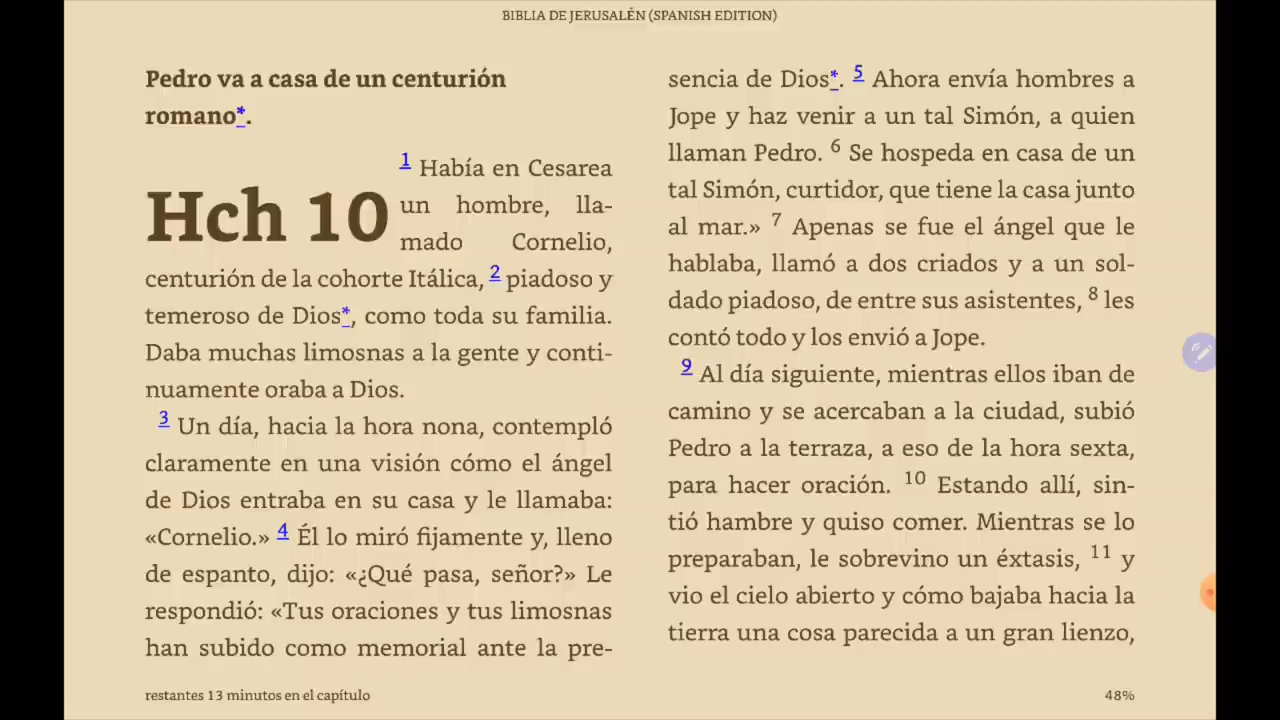 BIBLIA DE JERUSALÉN (SPANISH EDITION)
Pedro va a casa de un centurión
romano*.
Hch 10
1 Había en Cesarea
un hombre, lla-
mado Cornelio,
centurión de la cohorte Itálica, 2 piadoso y
temeroso de Dios*, como toda su familia.
Daba muchas limosnas a la gente y conti-
nuamente oraba a Dios.
3 Un día, hacia la hora nona, contempló
claramente en una visión cómo el ángel
de Dios entraba en su casa y le llamaba:
«Cornelio.» 4 Él lo miró fijamente y, lleno
de espanto, dijo: «¿Qué pasa, señor?» Le
respondió: «Tus oraciones y tus limosnas
han subido como memorial ante la pre-
sencia de Dios*. 5 Ahora envía hombres a
Jope y haz venir a un tal Simón, a quien
llaman Pedro. 6 Se hospeda en casa de un
tal Simón, curtidor, que tiene la casa junto
al mar.» 7 Apenas se fue el ángel que le
hablaba, llamó a dos criados y a un sol-
dado piadoso, de entre sus asistentes, 8 les
contó todo y los envió a Jope.
9 Al día siguiente, mientras ellos iban de
camino y se acercaban a la ciudad, subió
Pedro a la terraza, a eso de la hora sexta,
para hacer oración. 10 Estando allí, sin-
tió hambre y quiso comer. Mientras se lo
preparaban, le sobrevino un éxtasis, 11 y
vio el cielo abierto y cómo bajaba hacia la
tierra una cosa parecida a un gran lienzo,
restantes 13 minutos en el capítulo
48%